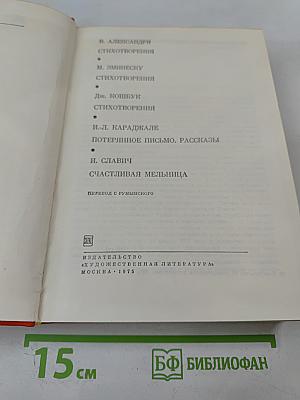 В. АЛЕКСАНДРИ
СТИХОТВОРЕНИЯ
М. ЭМИНЕСКУ
СТИХОТВОРЕНИЯ
Дж. КОШБУК
СТИХОТВОРЕНИЯ
И.-Л. КАРАДЖАЛЕ
ПОТЕРЯННОЕ ПИСЬМО. РАССКАЗЫ
И. СЛАВИЧ
СЧАСТЛИВАЯ МЕЛЬНИЦА
ПЕРЕВОД С РУМЫНСКОГО
ИЗДАТЕЛЬСТВО
«ХУДОЖЕСТВЕННАЯ ЛИТЕРАТУРА»
МОСКВА · 1975
15 см
БФ БИБЛИОФАН